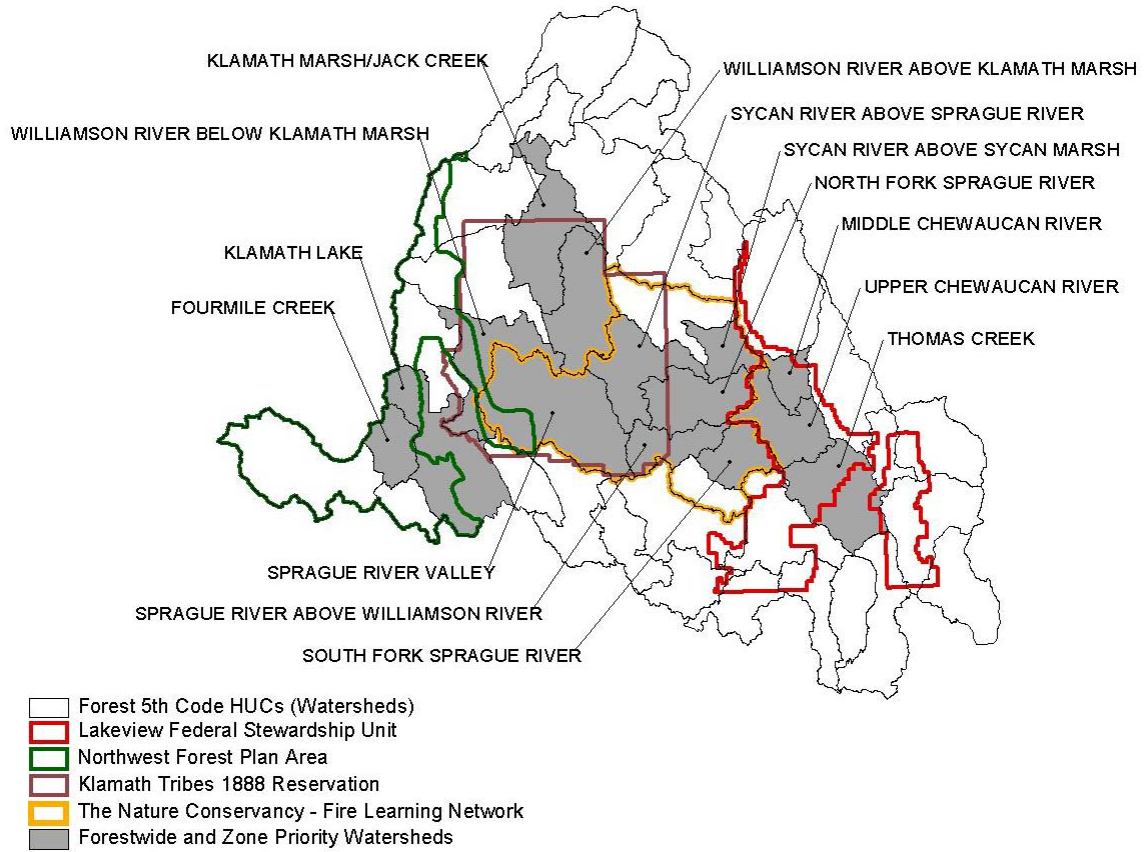 KLAMATH MARSH/JACK CREEK
WILLIAMSON RIVER ABOVE KLAMATH MARSH
SYCAN RIVER ABOVE SPRAGUE RIVER
WILLIAMSON RIVER BELOW KLAMATH MARSH
SYCAN RIVER ABOVE SYCAN MARSH
NORTH FORK SPRAGUE RIVER
MIDDLE CHEWAUCAN RIVER
KLAMATH LAKE
UPPER CHEWAUCAN RIVER
FOURMILE CREEK
THOMAS CREEK
SPRAGUE RIVER VALLEY
SPRAGUE RIVER ABOVE WILLIAMSON RIVER
SOUTH FORK SPRAGUE RIVER
Forest 5th Code HUCs (Watersheds)
Lakeview Federal Stewardship Unit
Northwest Forest Plan Area
Klamath Tribes 1888 Reservation
The Nature Conservancy - Fire Learning Network
Forestwide and Zone Priority Watersheds